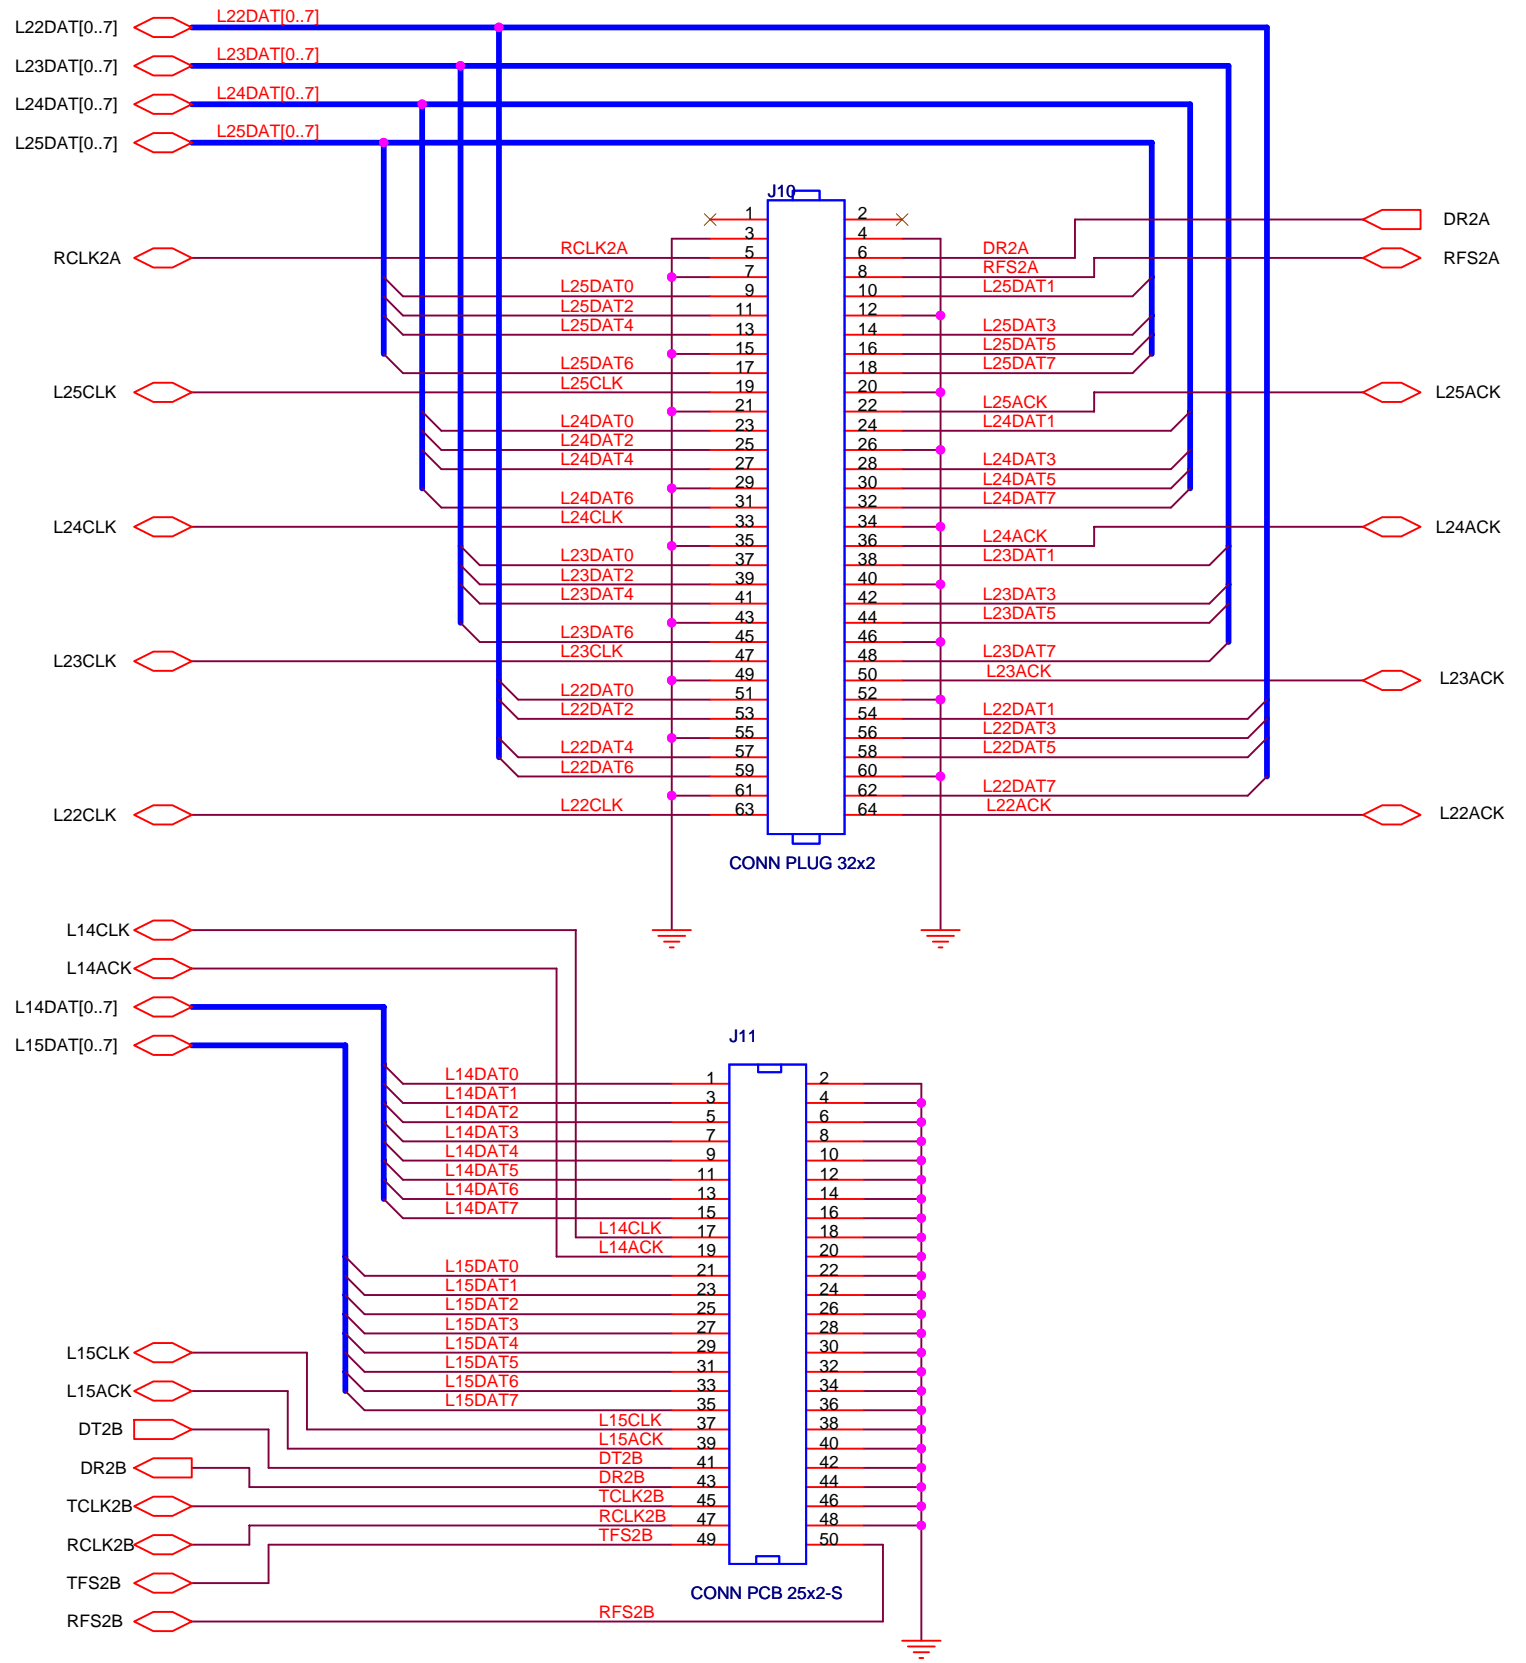 L22DAT[0..7] L22DAT[0..7]
L23DAT[0..7] L23DAT[0..7]
L24DAT[0..7] L24DAT[0..7]
L25DAT[0..7] L25DAT[0..7]
J10
1 2 DR2A
3 4
RCLK2A RCLK2A 5 6 DR2A RFS2A
7 8 RFS2A
L25DAT0 9 10 L25DAT1
L25DAT2 11 12
L25DAT4 13 14 L25DAT3
15 16 L25DAT5
L25DAT6 17 18 L25DAT7
L25CLK L25CLK 19 20 L25ACK
21 22 L25ACK
L24DAT0 23 24 L24DAT1
L24DAT2 25 26
L24DAT4 27 28 L24DAT3
29 30 L24DAT5
L24DAT6 31 32 L24DAT7
L24CLK L24CLK 33 34 L24ACK
35 36 L24ACK
L23DAT0 37 38 L23DAT1
L23DAT2 39 40
L23DAT4 41 42 L23DAT3
43 44 L23DAT5
L23DAT6 45 46
L23CLK L23CLK 47 48 L23DAT7
49 50 L23ACK L23ACK
L22DAT0 51 52
L22DAT2 53 54 L22DAT1
55 56 L22DAT3
L22DAT4 57 58 L22DAT5
L22DAT6 59 60
61 62 L22DAT7
L22CLK L22CLK 63 64 L22ACK L22ACK
CONN PLUG 32x2
L14CLK
L14ACK
L14DAT[0..7]
L15DAT[0..7]
J11
L14DAT0 1 2
L14DAT1 3 4
L14DAT2 5 6
L14DAT3 7 8
L14DAT4 9 10
L14DAT5 11 12
L14DAT6 13 14
L14DAT7 15 16
L14CLK 17 18
L14ACK 19 20
L15DAT0 21 22
L15DAT1 23 24
L15DAT2 25 26
L15DAT3 27 28
L15CLK L15DAT4 29 30
L15DAT5 31 32
L15ACK L15DAT6 33 34
L15DAT7 35 36
DT2B L15CLK 37 38
L15ACK 39 40
DR2B DT2B 41 42
DR2B 43 44
TCLK2B TCLK2B 45 46
RCLK2B 47 48
RCLK2B TFS2B 49 50
TFS2B
CONN PCB 25x2-S
RFS2B RFS2B